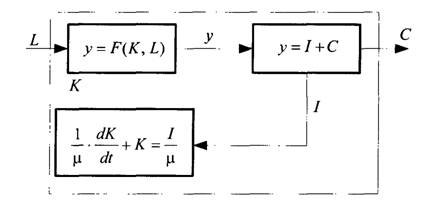 L
y = F(K, L)
y
y = I + C
C
K
I
1/μ · dK/dt + K = I/μ